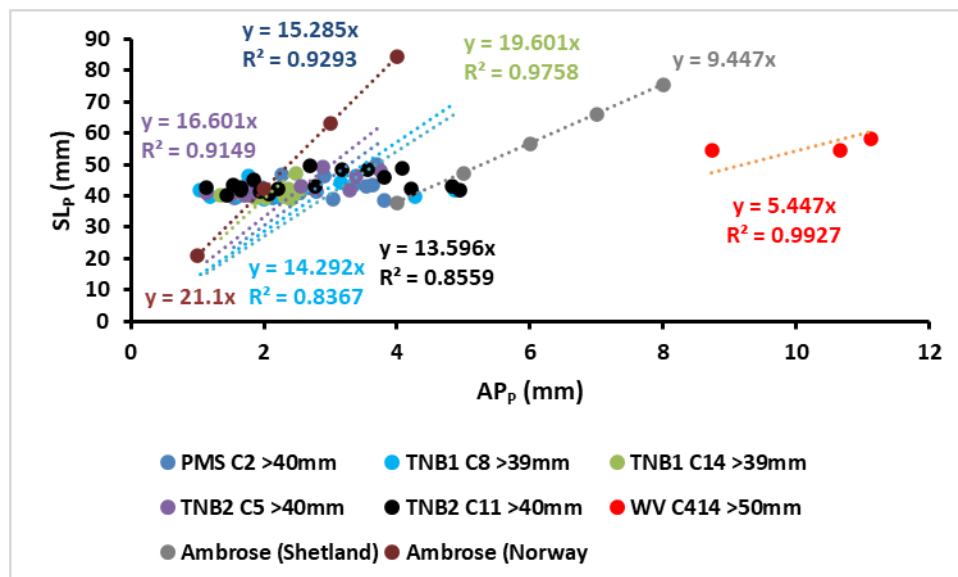 y = 15.285x
R² = 0.9293
y = 19.601x
R² = 0.9758
y = 9.447x
y = 16.601x
R² = 0.9149
y = 5.447x
R² = 0.9927
y = 13.596x
R² = 0.8559
y = 14.292x
R² = 0.8367
y = 21.1x
SLₚ (mm)
90
80
70
60
50
40
30
20
10
0
0 2 4 6 8 10 12
APₚ (mm)
PMS C2 >40mm TNB1 C8 >39mm TNB1 C14 >39mm
TNB2 C5 >40mm TNB2 C11 >40mm WV C414 >50mm
Ambrose (Shetland) Ambrose (Norway